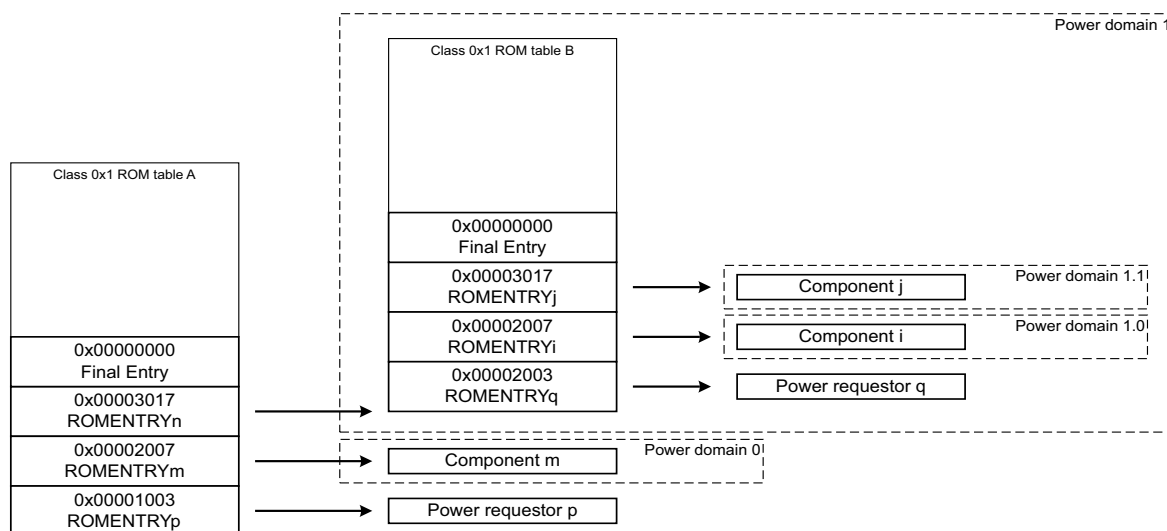 Power domain 1
Class 0x1 ROM table B
Class 0x1 ROM table A
0x00000000
Final Entry
0x00003017
ROMENTRYj
Component j
Power domain 1.1
0x00002007
ROMENTRYi
Component i
Power domain 1.0
0x00002003
ROMENTRYq
Power requestor q
0x00000000
Final Entry
0x00003017
ROMENTRYn
0x00002007
ROMENTRYm
Component m
Power domain 0
0x00001003
ROMENTRYp
Power requestor p